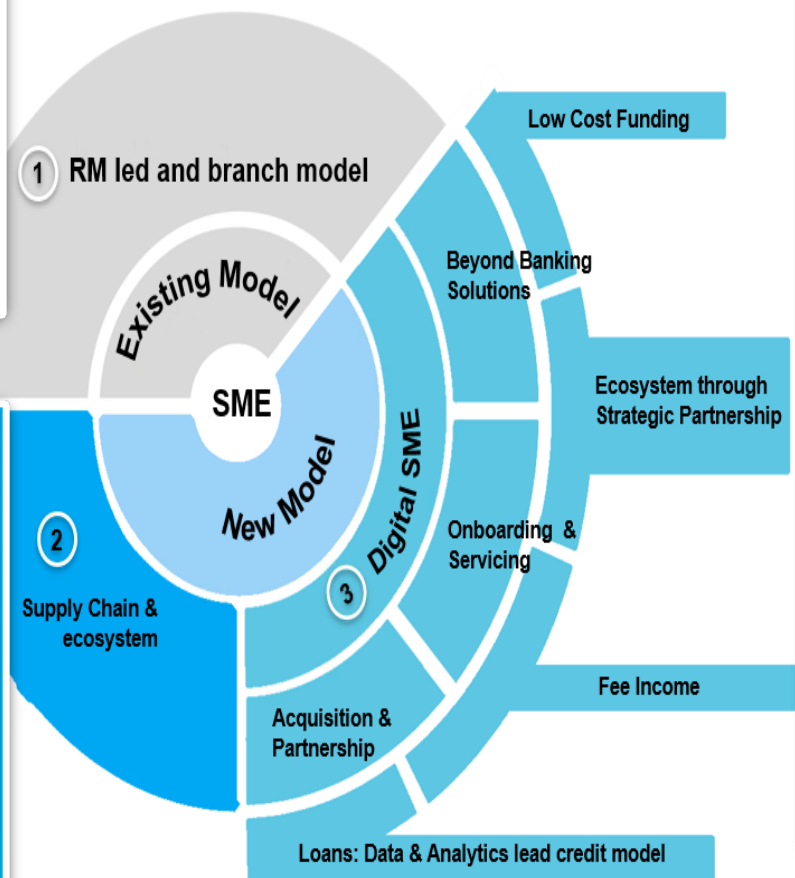 Low Cost Funding
1
RM led and branch model
Existing Model
Beyond Banking
Solutions
SME
Ecosystem through
Strategic Partnership
New Model
Digital SME
3
2
Onboarding &
Servicing
Supply Chain &
ecosystem
Fee Income
Acquisition &
Partnership
Loans: Data & Analytics lead credit model